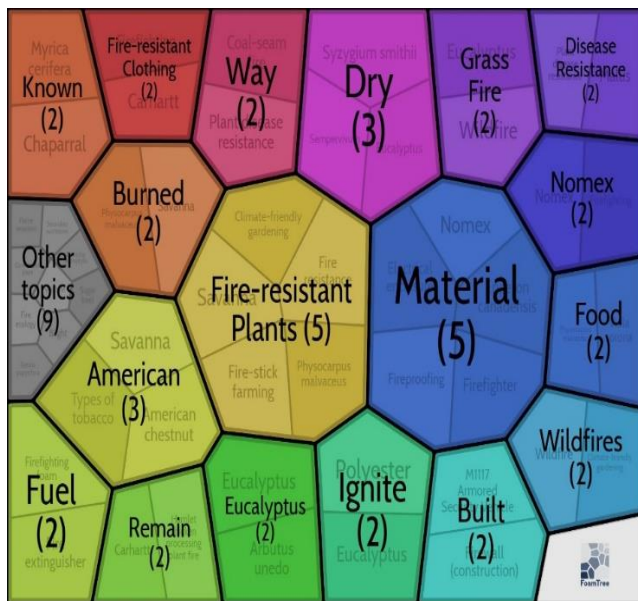 Myrica
cerifera
Known
(2)
Chaparral
Fire-resistant
Clothing
(2)
Carhartt
Coal-seam
Way
(2)
Plant disease
resistance
Syzygium smithii
Dry
(3)
Eucalyptus
Eucalyptus
Grass
Fire
(2)
Wildfire
Disease
Resistance
(2)
Burned
(2)
Physocarpus
malvaceus
Savanna
Nomex
(2)
Other
topics
(9)
Climate-friendly
gardening
Fire
resistance
Savanna
Fire-resistant
Plants (5)
Fire-stick
farming
Physocarpus
malvaceus
Nomex
Material
(5)
Fireproofing
Firefighter
Food
(2)
Savanna
American
(3)
Types of
tobacco
American
chestnut
Wildfires
(2)
Wildfire
Firefighting
foam
Fuel
(2)
extinguisher
Remain
(2)
Carhartt
processing
plant fire
Eucalyptus
Eucalyptus
(2)
Arbutus
unedo
Polyester
Ignite
(2)
Eucalyptus
M1117
Armored
Built
(2)
(construction)
FoamTree